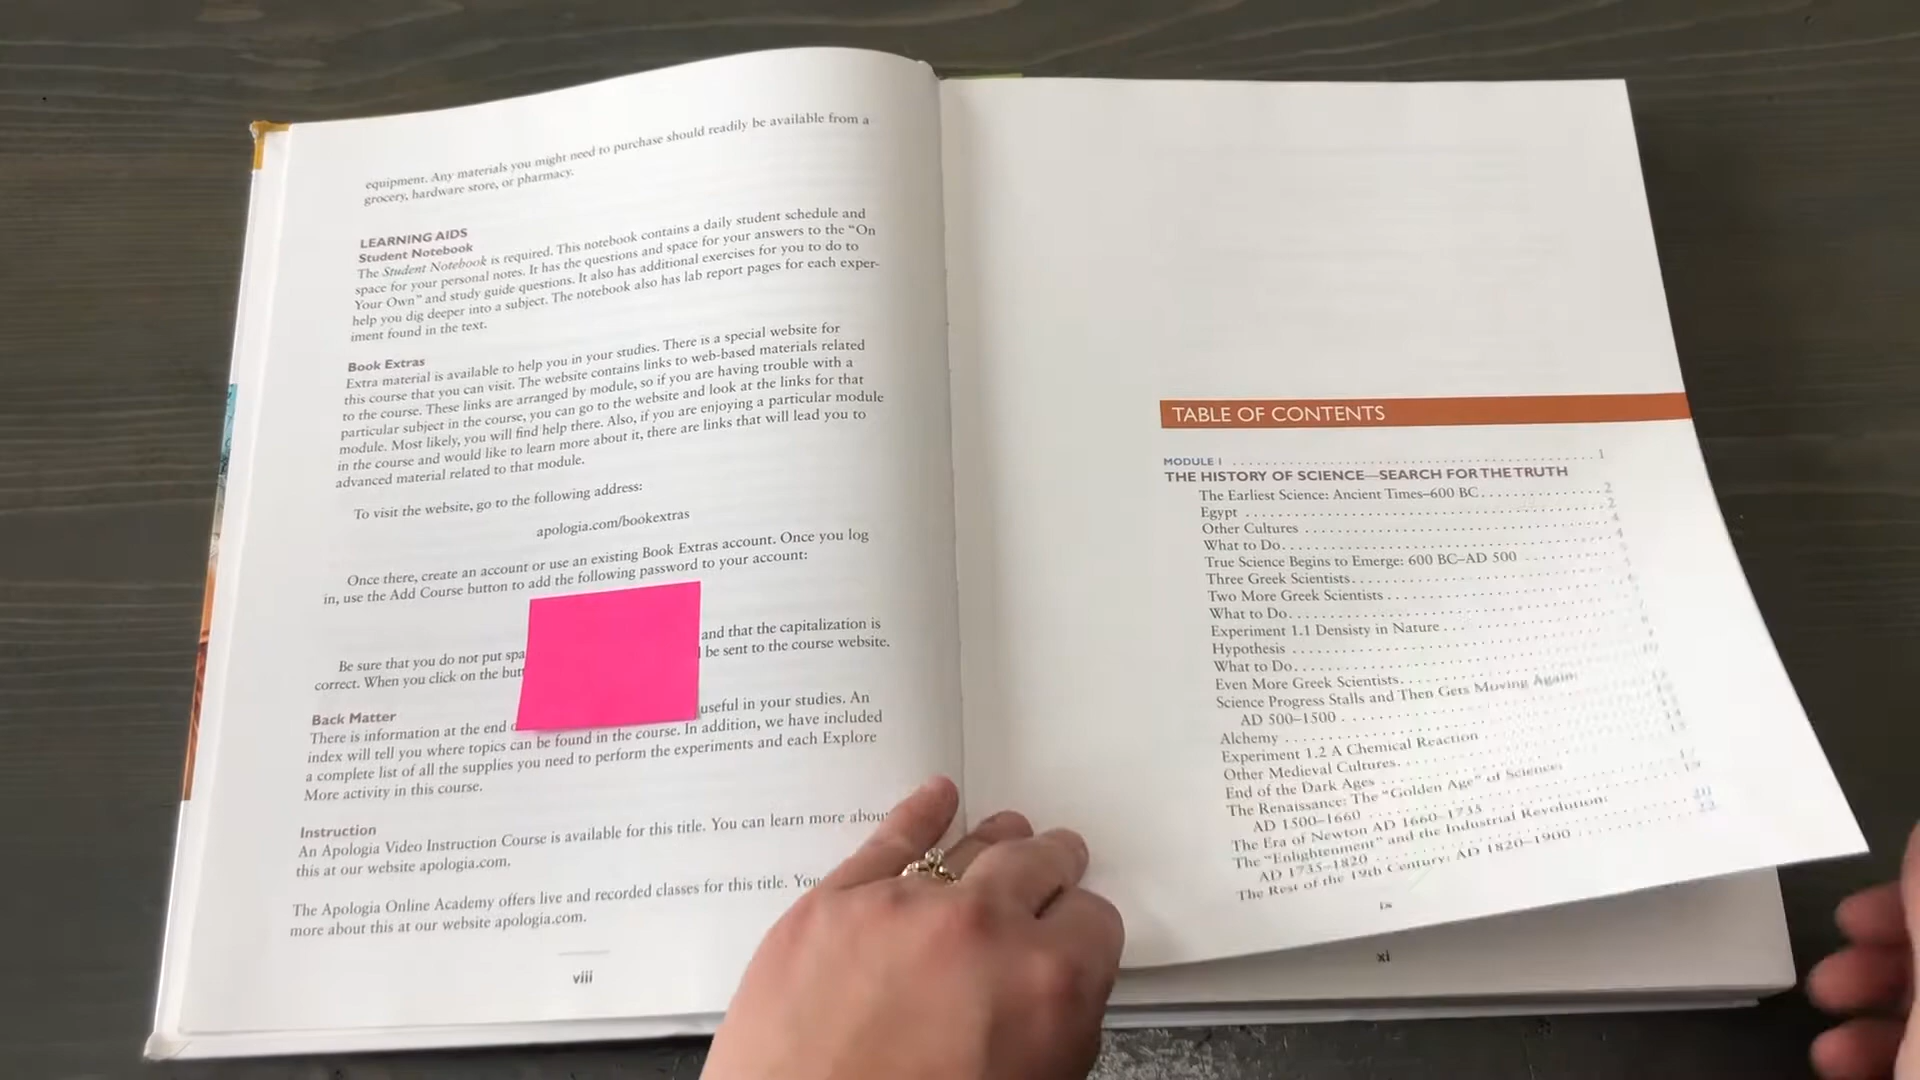 equipment. Any materials you might need to purchase should readily be available from a
grocery, hardware store, or pharmacy.
LEARNING AIDS
Student Notebook
The Student Notebook is required. This notebook contains a daily student schedule and
space for your personal notes. It has the questions and space for your answers to the "On
Your Own" and study guide questions. It also has additional exercises for you to do to
help you dig deeper into a subject. The notebook also has lab report pages for each exper-
iment found in the text.
Book Extras
Extra material is available to help you in your studies. There is a special website for
this course that you can visit. The website contains links to web-based materials related
to the course. These links are arranged by module, so if you are having trouble with a
particular subject in the course, you can go to the website and look at the links for that
module. Most likely, you will find help there. Also, if you are enjoying a particular module
in the course and would like to learn more about it, there are links that will lead you to
advanced material related to that module.
To visit the website, go to the following address:
apologia.com/bookextras
Once there, create an account or use an existing Book Extras account. Once you log
in, use the Add Course button to add the following password to your account:
Be sure that you do not put spa and that the capitalization is
correct. When you click on the but be sent to the course website.
Back Matter
There is information at the end useful in your studies. An
index will tell you where topics can be found in the course. In addition, we have included
a complete list of all the supplies you need to perform the experiments and each Explore
More activity in this course.
Instruction
An Apologia Video Instruction Course is available for this title. You can learn more about
this at our website apologia.com.
The Apologia Online Academy offers live and recorded classes for this title. You
more about this at our website apologia.com.
viii
TABLE OF CONTENTS
MODULE 1 . . . . . 1
THE HISTORY OF SCIENCE—SEARCH FOR THE TRUTH
The Earliest Science: Ancient Times–600 BC . . . . . 2
Egypt . . . . . 2
Other Cultures . . . . . 4
What to Do . . . . . 4
True Science Begins to Emerge: 600 BC–AD 500
Three Greek Scientists
Two More Greek Scientists
What to Do
Experiment 1.1 Densisty in Nature
Hypothesis
What to Do
Even More Greek Scientists
Science Progress Stalls and Then Gets Moving Again:
AD 500–1500
Alchemy
Experiment 1.2 A Chemical Reaction
Other Medieval Cultures
End of the Dark Ages
The Renaissance: The "Golden Age" of Science:
AD 1500–1660
The Era of Newton AD 1660–1735
The "Enlightenment" and the Industrial Revolution:
AD 1735–1820
The Rest of the 19th Century: AD 1820–1900
ix
xi